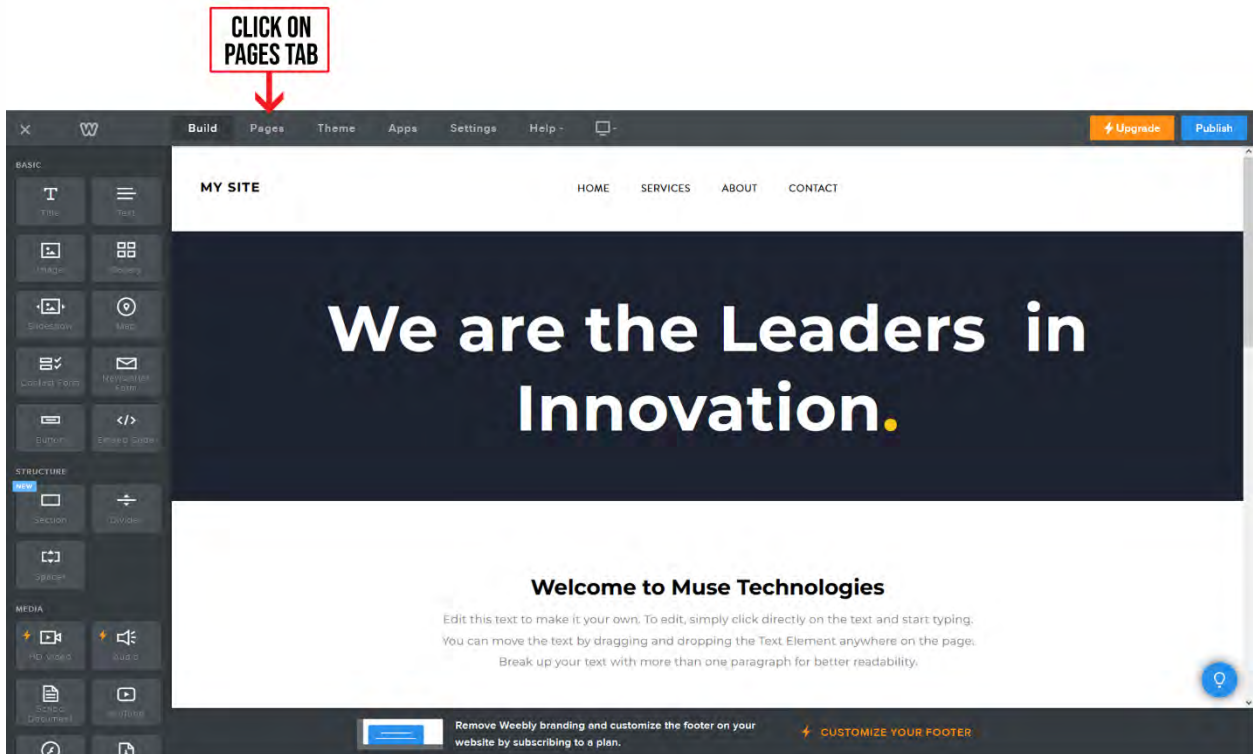 CLICK ON
PAGES TAB
Build Pages Theme Apps Settings Help
Upgrade Publish
BASIC
Title Text
MY SITE
HOME SERVICES ABOUT CONTACT
Image Gallery
Slideshow Map
Contact Form Newsletter
Form
Button Embed Code
We are the Leaders in
Innovation.
STRUCTURE
NEW
Section Divider
Spacer
Welcome to Muse Technologies
Edit this text to make it your own. To edit, simply click directly on the text and start typing.
You can move the text by dragging and dropping the Text Element anywhere on the page.
Break up your text with more than one paragraph for better readability.
MEDIA
HD Video Audio
Document
Remove Weebly branding and customize the footer on your
website by subscribing to a plan.
CUSTOMIZE YOUR FOOTER